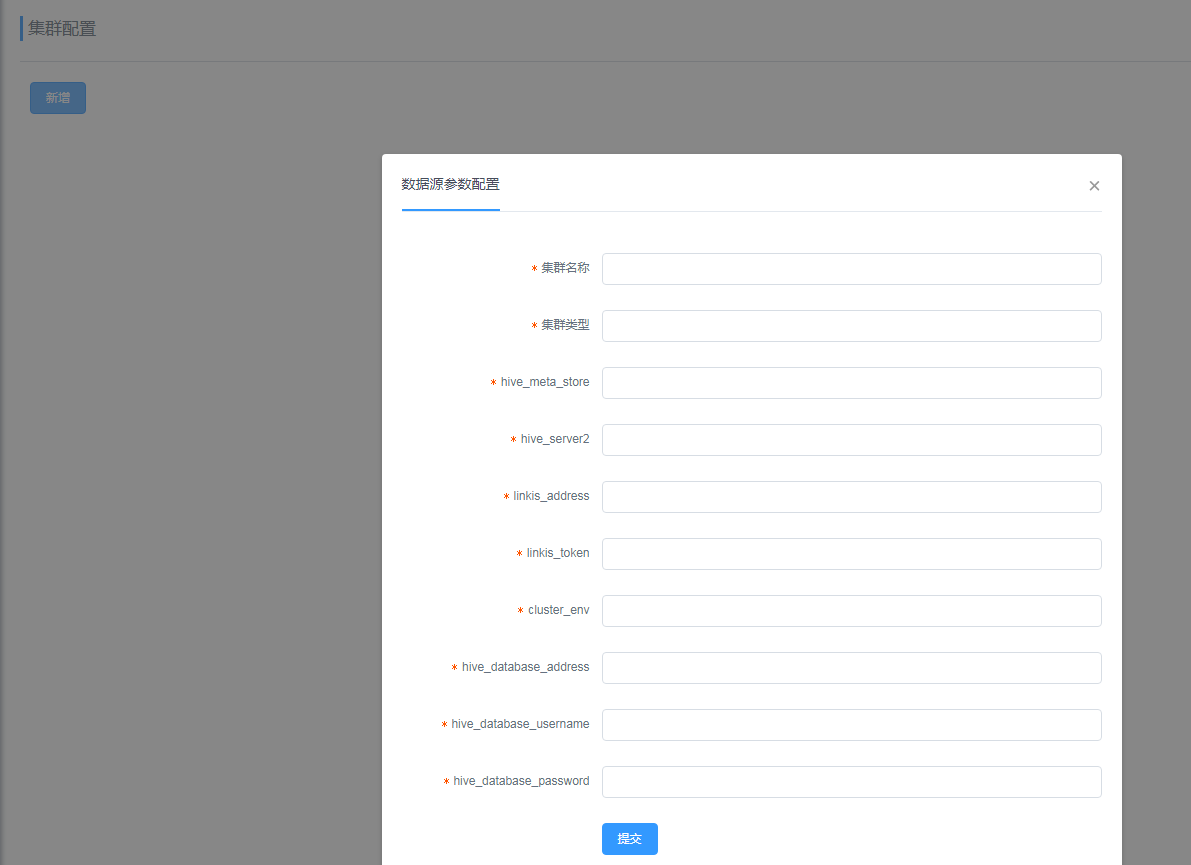 集群配置
新增
数据源参数配置
* 集群名称
* 集群类型
* hive_meta_store
* hive_server2
* linkis_address
* linkis_token
* cluster_env
* hive_database_address
* hive_database_username
* hive_database_password
提交